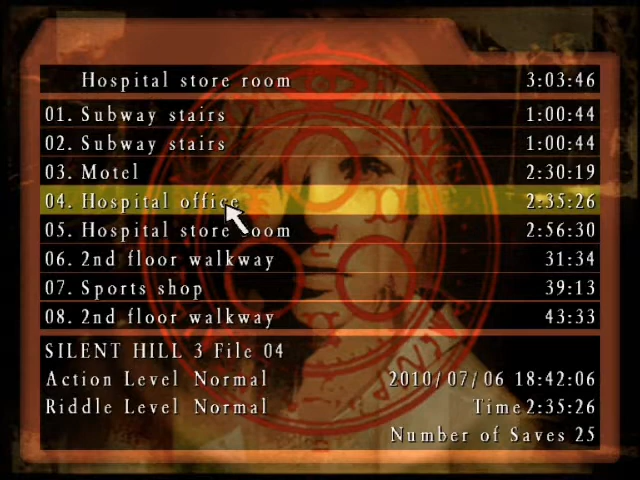 Hospital store room 3:03:46
01. Subway stairs 1:00:44
02. Subway stairs 1:00:44
03. Motel 2:30:19
04. Hospital office 2:35:26
05. Hospital store room 2:56:30
06. 2nd floor walkway 31:34
07. Sports shop 39:13
08. 2nd floor walkway 43:33
SILENT HILL 3 File 04
Action Level Normal 2010/07/06 18:42:06
Riddle Level Normal Time 2:35:26
Number of Saves 25